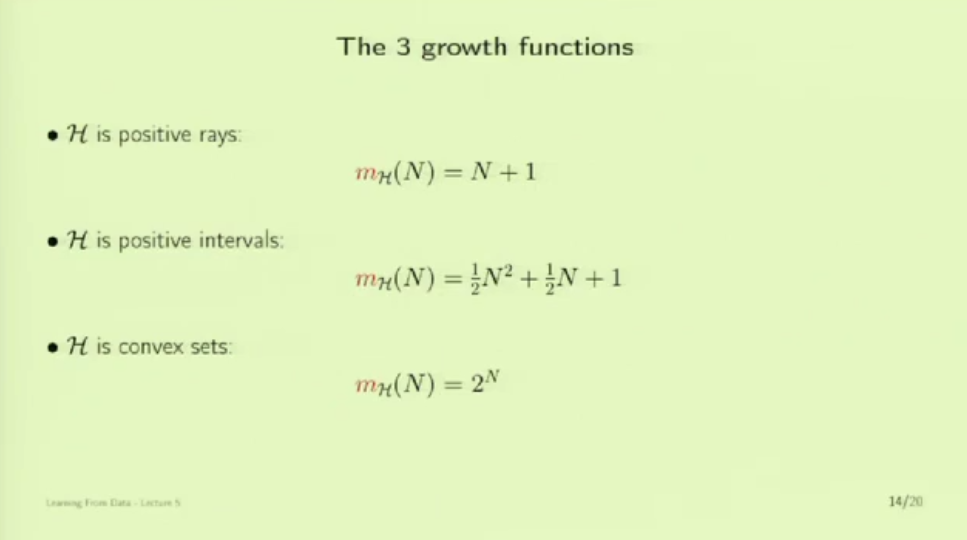 The 3 growth functions
• ℋ is positive rays:
m_ℋ(N) = N + 1
• ℋ is positive intervals:
m_ℋ(N) = ½N² + ½N + 1
• ℋ is convex sets:
m_ℋ(N) = 2^N
Learning From Data - Lecture 5
14/20